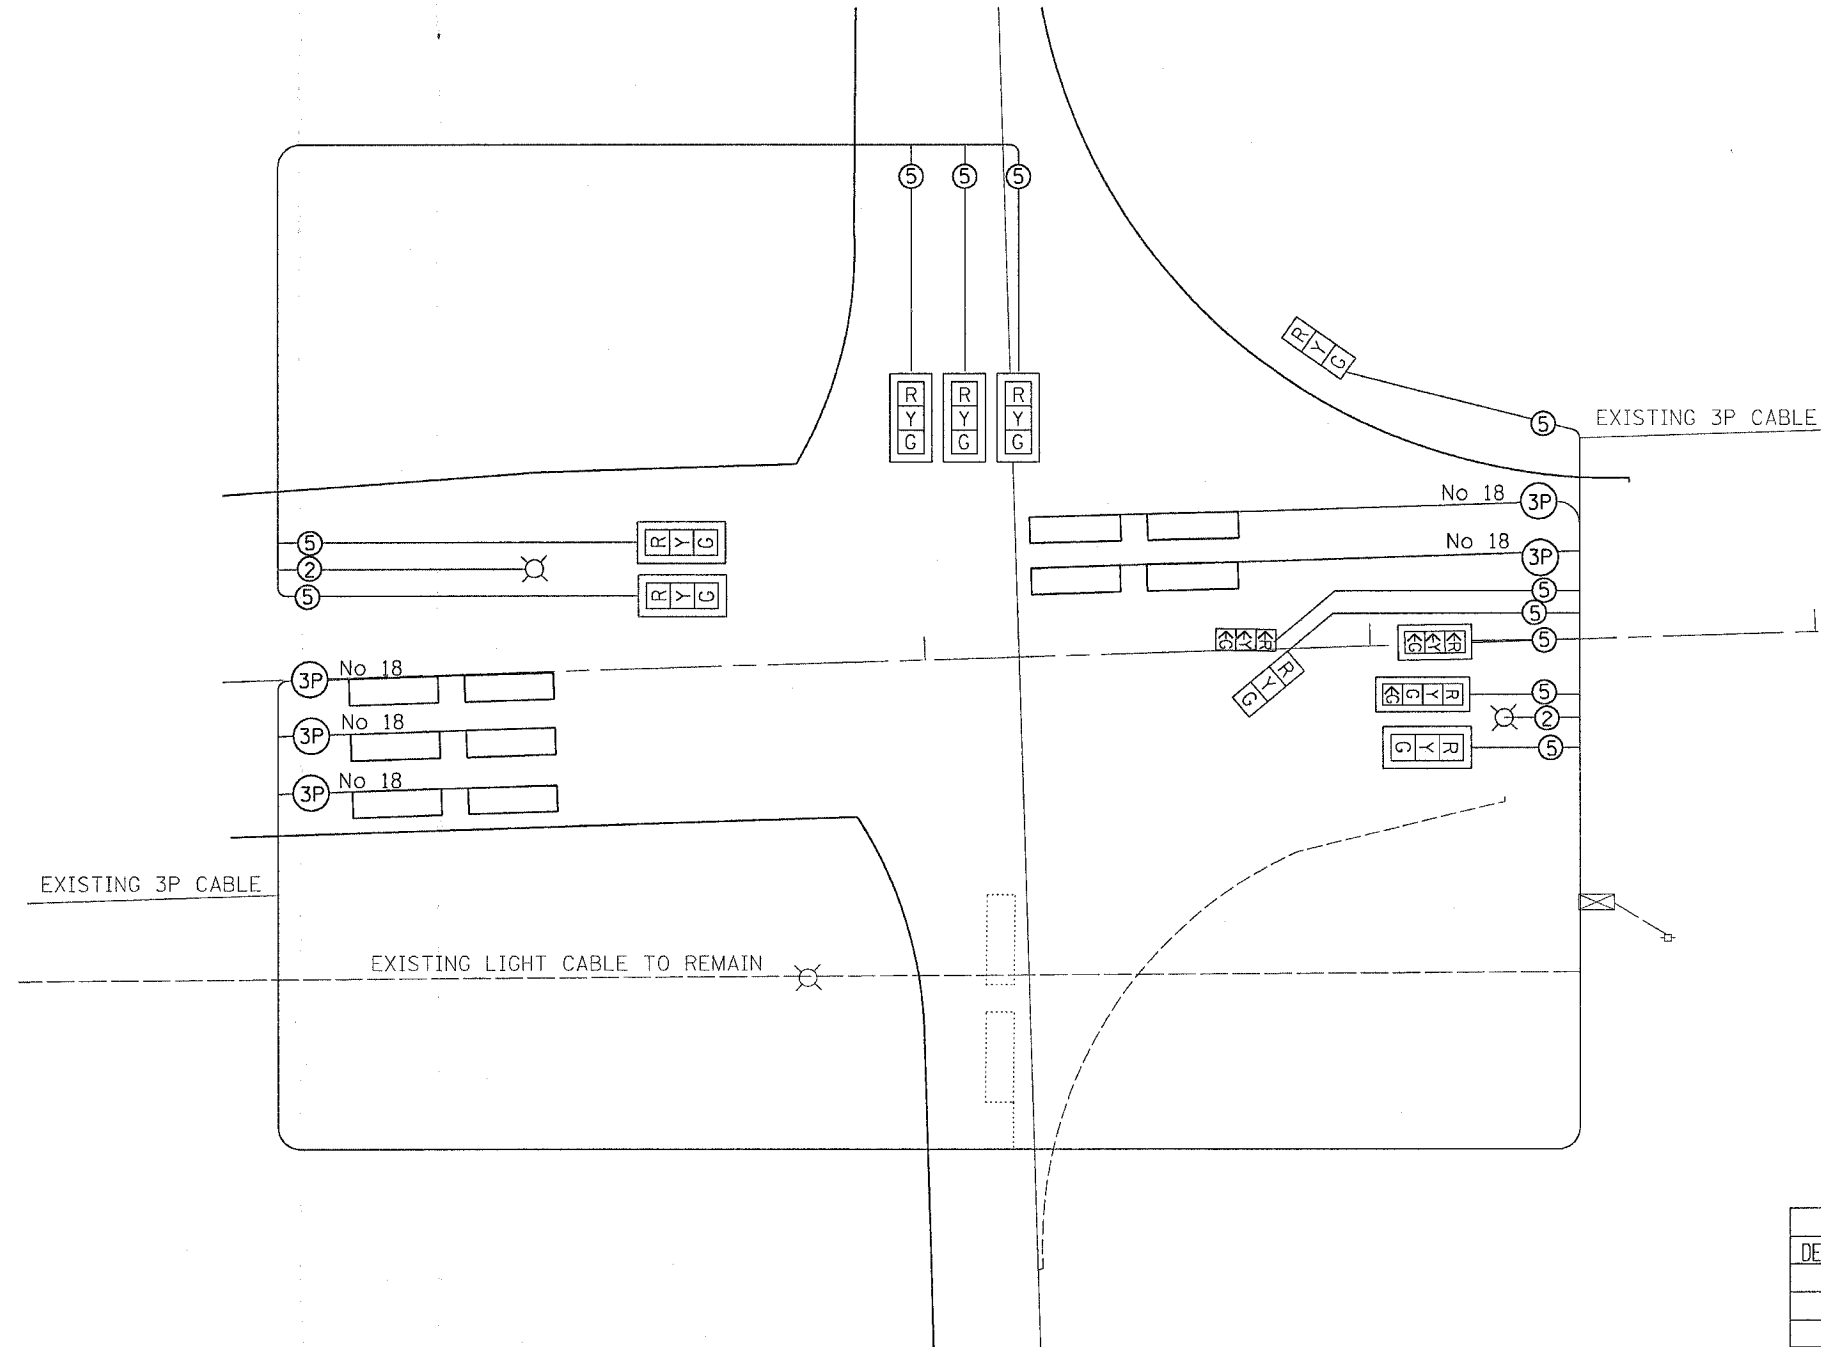 5 5 5
R R R
Y Y Y
G G G
R Y G
5
EXISTING 3P CABLE
No 18 3P
No 18 3P
5 R Y G
2
5 R Y G
5
5
G Y R
G Y R 5
R Y G
3P No 18
G G Y R 5
2
3P No 18
G Y R 5
3P No 18
EXISTING 3P CABLE
EXISTING LIGHT CABLE TO REMAIN
DE